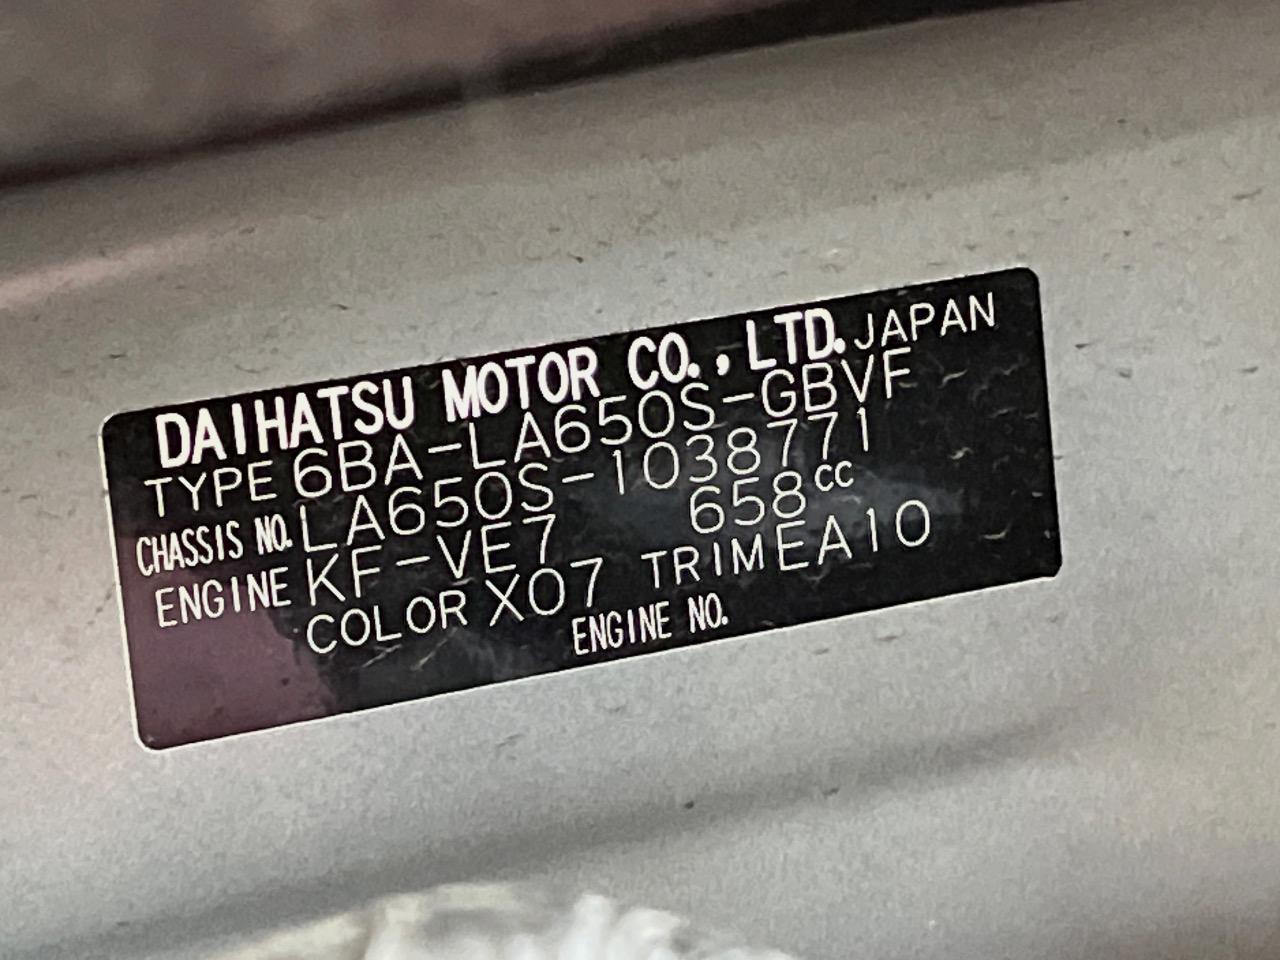 DAIHATSU MOTOR CO., LTD. JAPAN
TYPE 6BA-LA650S-GBVF
CHASSIS NO. LA650S-1038771
ENGINE KF-VE7 658cc
COLOR X07 TRIM EA10
ENGINE NO.